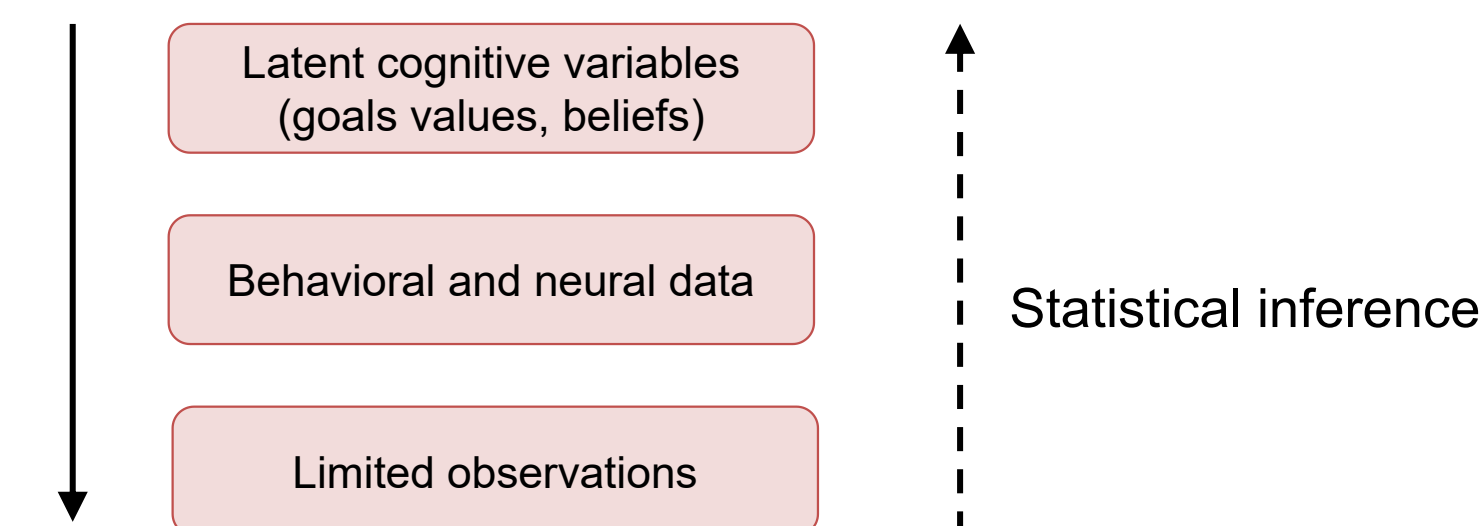 Latent cognitive variables
(goals values, beliefs)
Behavioral and neural data
Statistical inference
Limited observations